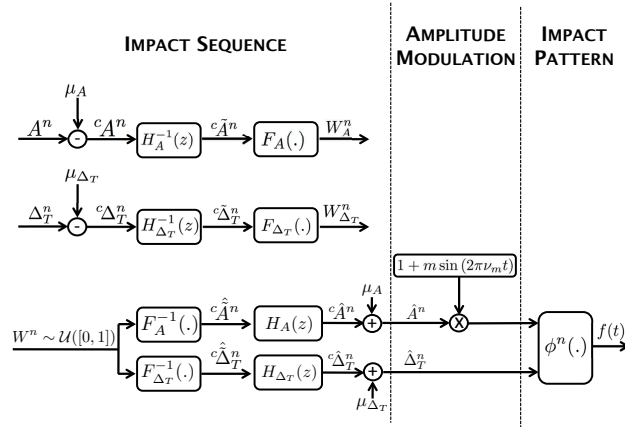 IMPACT SEQUENCE
AMPLITUDE MODULATION
IMPACT PATTERN
μ_A
A^n
-
^cA^n
H_A^{-1}(z)
^c\tilde{A}^n
F_A(.)
W_A^n
μ_{Δ_T}
Δ_T^n
-
^cΔ_T^n
H_{Δ_T}^{-1}(z)
^c\tilde{Δ}_T^n
F_{Δ_T}(.)
W_{Δ_T}^n
1 + m sin (2πν_m t)
W^n ∼ \mathcal{U}([0, 1])
F_A^{-1}(.)
^c\hat{\tilde{A}}^n
H_A(z)
^c\hat{A}^n
μ_A
+
\hat{A}^n
X
F_{Δ_T}^{-1}(.)
^c\hat{\tilde{Δ}}_T^n
H_{Δ_T}(z)
^c\hat{Δ}_T^n
+
μ_{Δ_T}
\hat{Δ}_T^n
ϕ^n(.)
f(t)